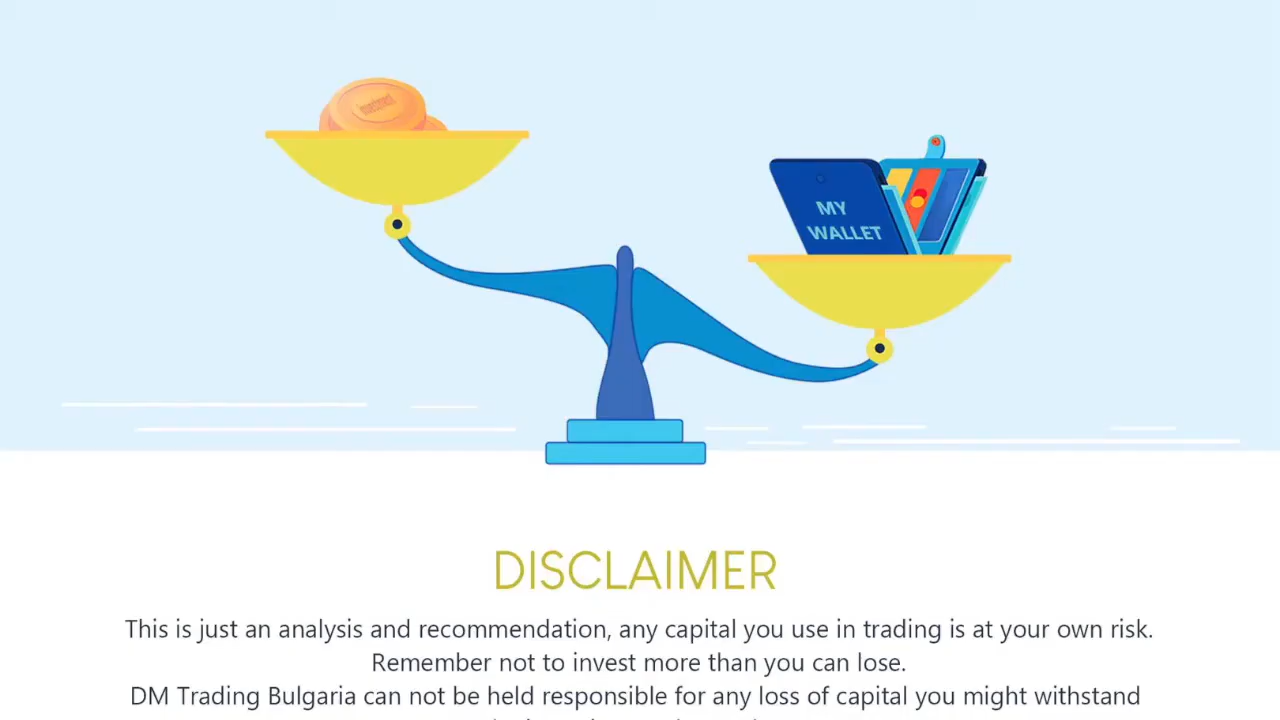 MY
WALLET
DISCLAIMER
This is just an analysis and recommendation, any capital you use in trading is at your own risk.
Remember not to invest more than you can lose.
DM Trading Bulgaria can not be held responsible for any loss of capital you might withstand